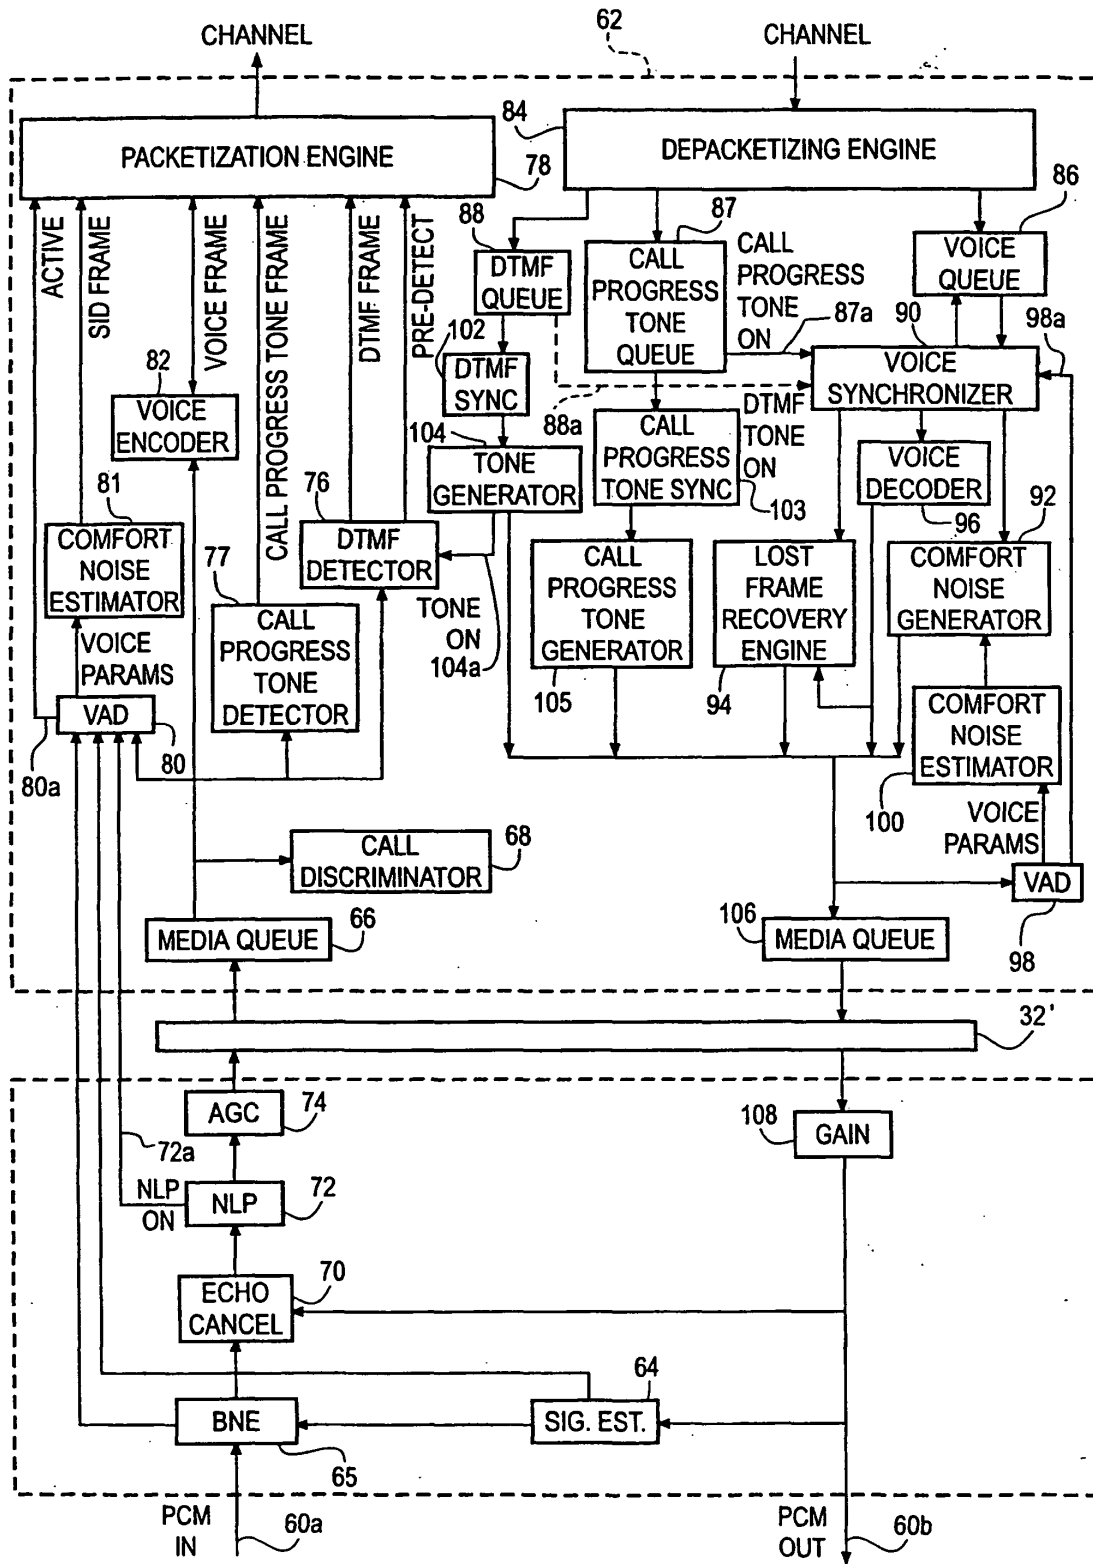 CHANNEL
62
CHANNEL
84
PACKETIZATION ENGINE
78
DEPACKETIZING ENGINE
ACTIVE
SID FRAME
VOICE FRAME
CALL PROGRESS TONE FRAME
DTMF FRAME
PRE-DETECT
88
DTMF
QUEUE
87
CALL
PROGRESS
TONE
QUEUE
CALL
PROGRESS
TONE
ON
87a
86
VOICE
QUEUE
90
98a
VOICE
SYNCHRONIZER
102
DTMF
SYNC
88a
DTMF
TONE
ON
82
VOICE
ENCODER
104
TONE
GENERATOR
CALL
PROGRESS
TONE SYNC
103
VOICE
DECODER
96
92
81
COMFORT
NOISE
ESTIMATOR
VOICE
PARAMS
76
DTMF
DETECTOR
77
CALL
PROGRESS
TONE
DETECTOR
TONE
ON
104a
CALL
PROGRESS
TONE
GENERATOR
105
LOST
FRAME
RECOVERY
ENGINE
94
COMFORT
NOISE
GENERATOR
COMFORT
NOISE
ESTIMATOR
100
VOICE
PARAMS
VAD
80
80a
VAD
98
CALL
DISCRIMINATOR
68
MEDIA QUEUE
66
106
MEDIA QUEUE
32'
AGC
74
108
GAIN
72a
NLP
ON
NLP
72
70
ECHO
CANCEL
64
BNE
65
SIG. EST.
PCM
IN
60a
PCM
OUT
60b